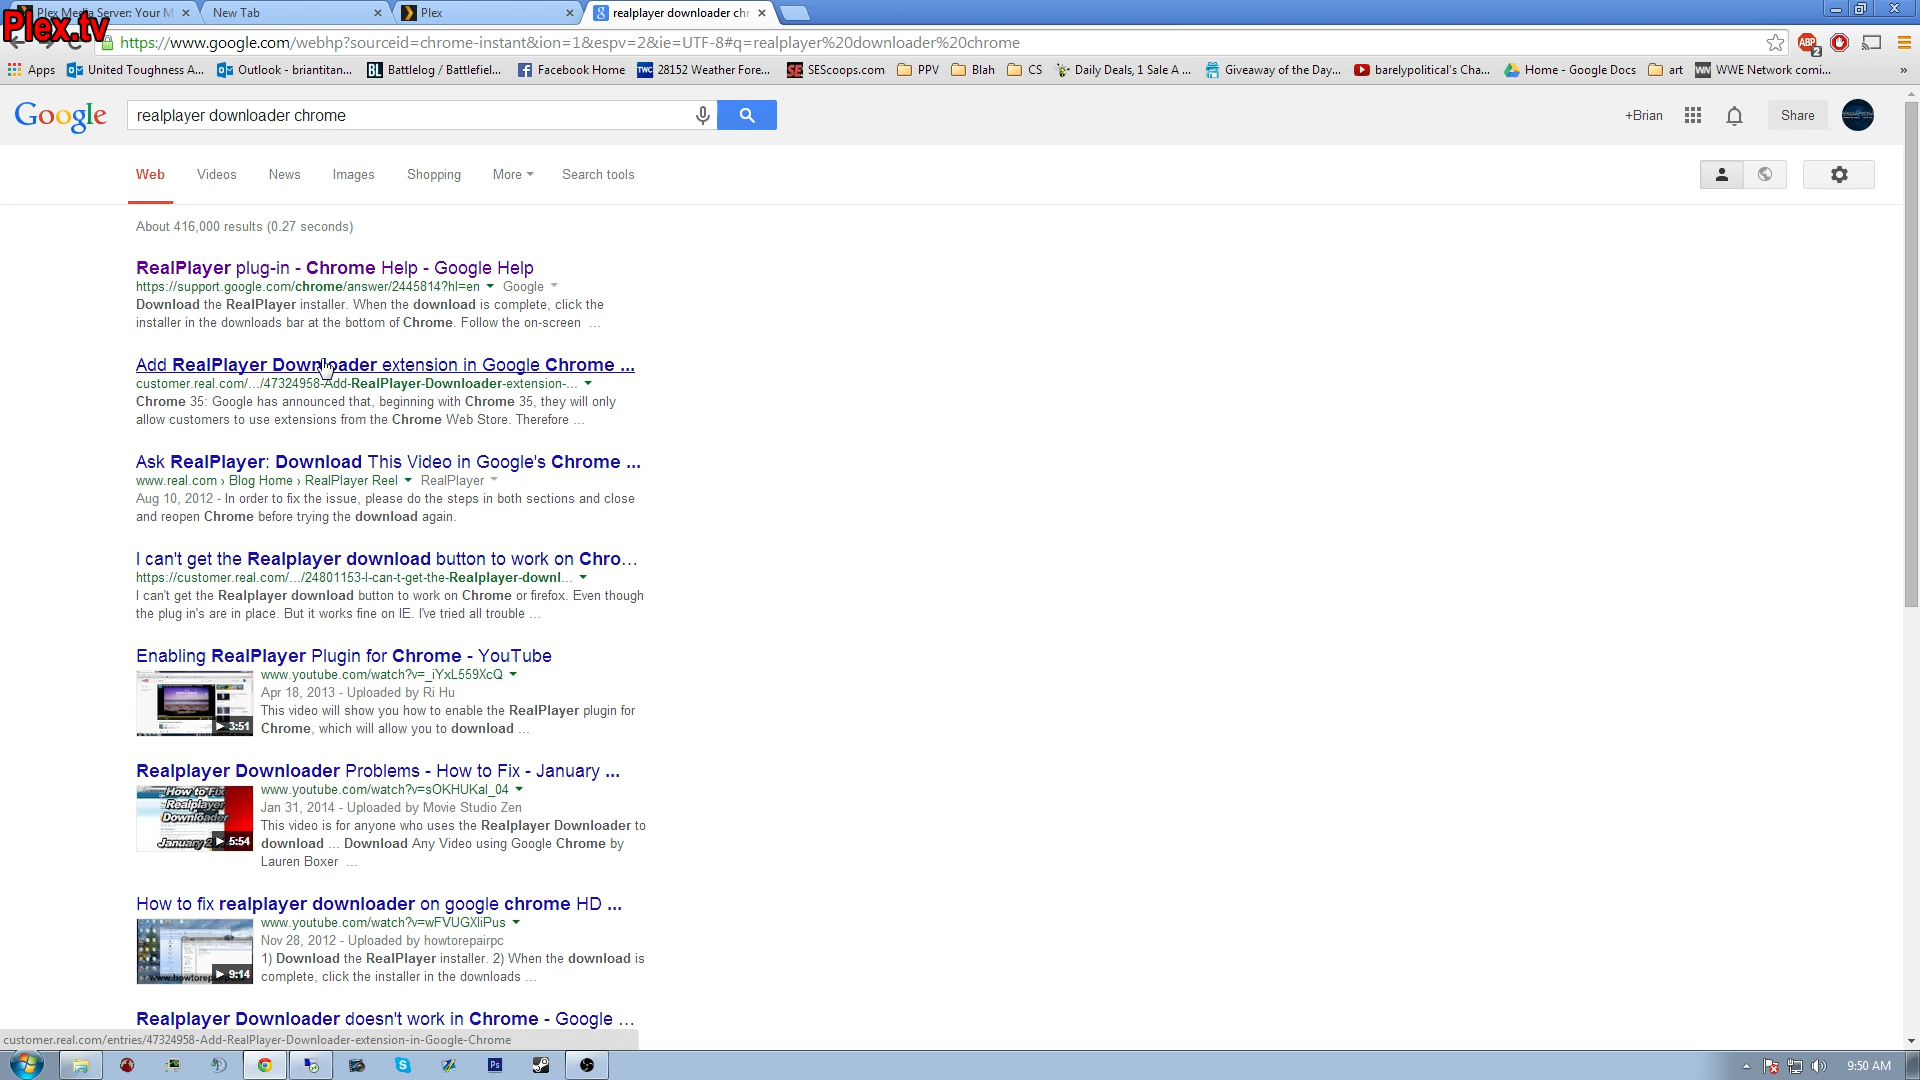 Plex Media Server: Your M
New Tab
Plex
realplayer downloader chr
Plex.tv
https://www.google.com/webhp?sourceid=chrome-instant&ion=1&espv=2&ie=UTF-8#q=realplayer%20downloader%20chrome
ABP
2
Apps
United Toughness A...
Outlook - briantitan...
BL
Battlelog / Battlefiel...
Facebook Home
TWC
28152 Weather Fore...
SE
SEScoops.com
PPV
Blah
CS
Daily Deals, 1 Sale A ...
Giveaway of the Day...
barelypolitical's Cha...
Home - Google Docs
art
WWE Network comi...
»
Google
realplayer downloader chrome
+Brian
Share
Web
Videos
News
Images
Shopping
More
Search tools
About 416,000 results (0.27 seconds)
RealPlayer plug-in - Chrome Help - Google Help
https://support.google.com/chrome/answer/2445814?hl=en
Google
Download the RealPlayer installer. When the download is complete, click the
installer in the downloads bar at the bottom of Chrome. Follow the on-screen ...
Add RealPlayer Downloader extension in Google Chrome ...
customer.real.com/.../47324958-Add-RealPlayer-Downloader-extension-...
Chrome 35: Google has announced that, beginning with Chrome 35, they will only
allow customers to use extensions from the Chrome Web Store. Therefore ...
Ask RealPlayer: Download This Video in Google's Chrome ...
www.real.com › Blog Home › RealPlayer Reel
RealPlayer
Aug 10, 2012 - In order to fix the issue, please do the steps in both sections and close
and reopen Chrome before trying the download again.
I can't get the Realplayer download button to work on Chro...
https://customer.real.com/.../24801153-I-can-t-get-the-Realplayer-downl...
I can't get the Realplayer download button to work on Chrome or firefox. Even though
the plug in's are in place. But it works fine on IE. I've tried all trouble ...
Enabling RealPlayer Plugin for Chrome - YouTube
www.youtube.com/watch?v=_iYxL559XcQ
Apr 18, 2013 - Uploaded by Ri Hu
This video will show you how to enable the RealPlayer plugin for
Chrome, which will allow you to download ...
3:51
Realplayer Downloader Problems - How to Fix - January ...
www.youtube.com/watch?v=sOKHUKal_04
Jan 31, 2014 - Uploaded by Movie Studio Zen
This video is for anyone who uses the Realplayer Downloader to
download ... Download Any Video using Google Chrome by
Lauren Boxer ...
How to Fix
Realplayer
Downloader
January 2
5:54
How to fix realplayer downloader on google chrome HD ...
www.youtube.com/watch?v=wFVUGXliPus
Nov 28, 2012 - Uploaded by howtorepairpc
1) Download the RealPlayer installer. 2) When the download is
complete, click the installer in the downloads ...
9:14
Realplayer Downloader doesn't work in Chrome - Google ...
customer.real.com/entries/47324958-Add-RealPlayer-Downloader-extension-in-Google-Chrome
Ps
9:50 AM